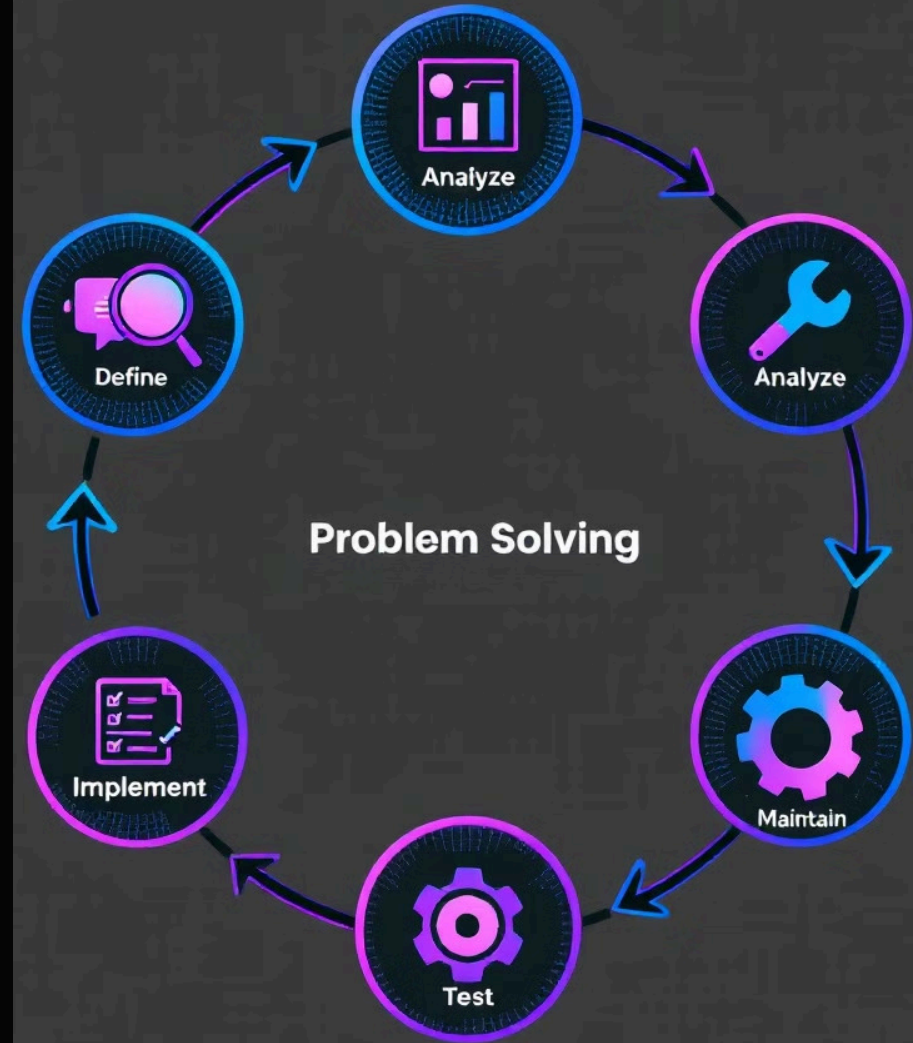 Analyze
Analyze
Define
Problem Solving
Implement
Maintain
Test